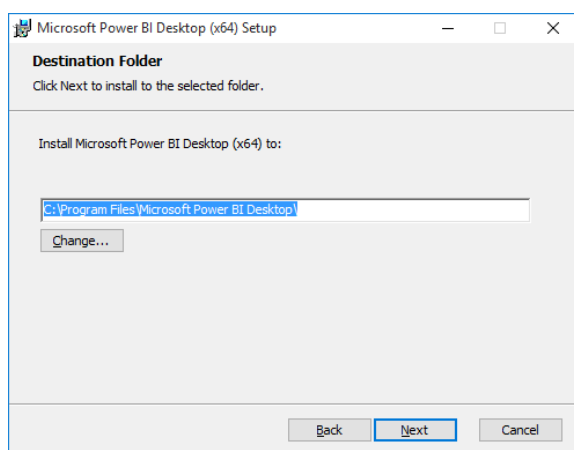 Microsoft Power BI Desktop (x64) Setup
Destination Folder
Click Next to install to the selected folder.
Install Microsoft Power BI Desktop (x64) to:
C:\Program Files\Microsoft Power BI Desktop\
Change...
Back Next Cancel